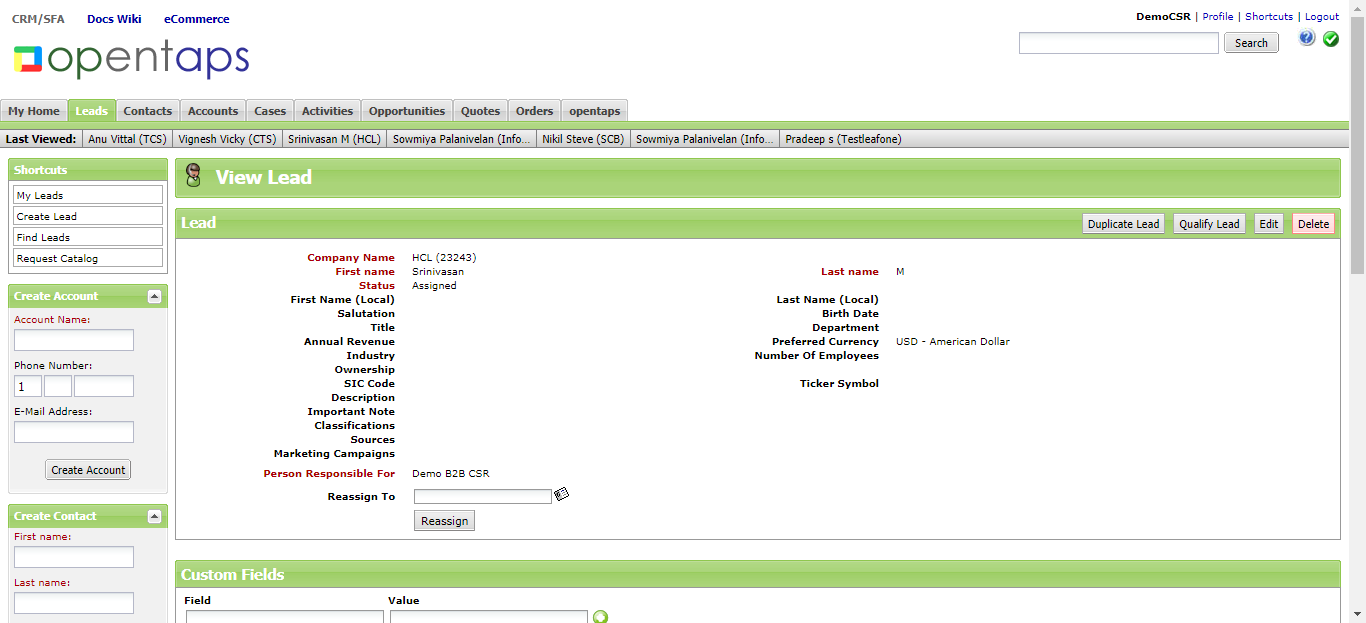 CRM/SFA Docs Wiki eCommerce
DemoCSR | Profile | Shortcuts | Logout
opentaps
Search
My Home Leads Contacts Accounts Cases Activities Opportunities Quotes Orders opentaps
Last Viewed: Anu Vittal (TCS) Vignesh Vicky (CTS) Srinivasan M (HCL) Sowmiya Palanivelan (Info... Nikil Steve (SCB) Sowmiya Palanivelan (Info... Pradeep s (Testleafone)
Shortcuts
My Leads
Create Lead
Find Leads
Request Catalog
Create Account
Account Name:
Phone Number:
1
E-Mail Address:
Create Account
Create Contact
First name:
Last name:
View Lead
Lead
Duplicate Lead Qualify Lead Edit Delete
Company Name HCL (23243)
First name Srinivasan Last name M
Status Assigned
First Name (Local) Last Name (Local)
Salutation Birth Date
Title Department
Annual Revenue Preferred Currency USD - American Dollar
Industry Number Of Employees
Ownership
SIC Code Ticker Symbol
Description
Important Note
Classifications
Sources
Marketing Campaigns
Person Responsible For Demo B2B CSR
Reassign To
Reassign
Custom Fields
Field Value